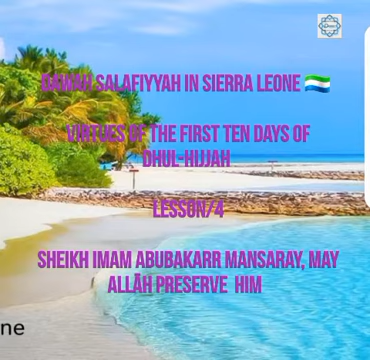 DAWAH SALAFIYYAH IN SIERRA LEONE 🇸🇱
VIRTUES OF THE FIRST TEN DAYS OF
DHUL-HIJJAH
LESSON/4
SHEIKH IMAM ABUBAKARR MANSARAY, MAY
ALLĀH PRESERVE HIM
ne